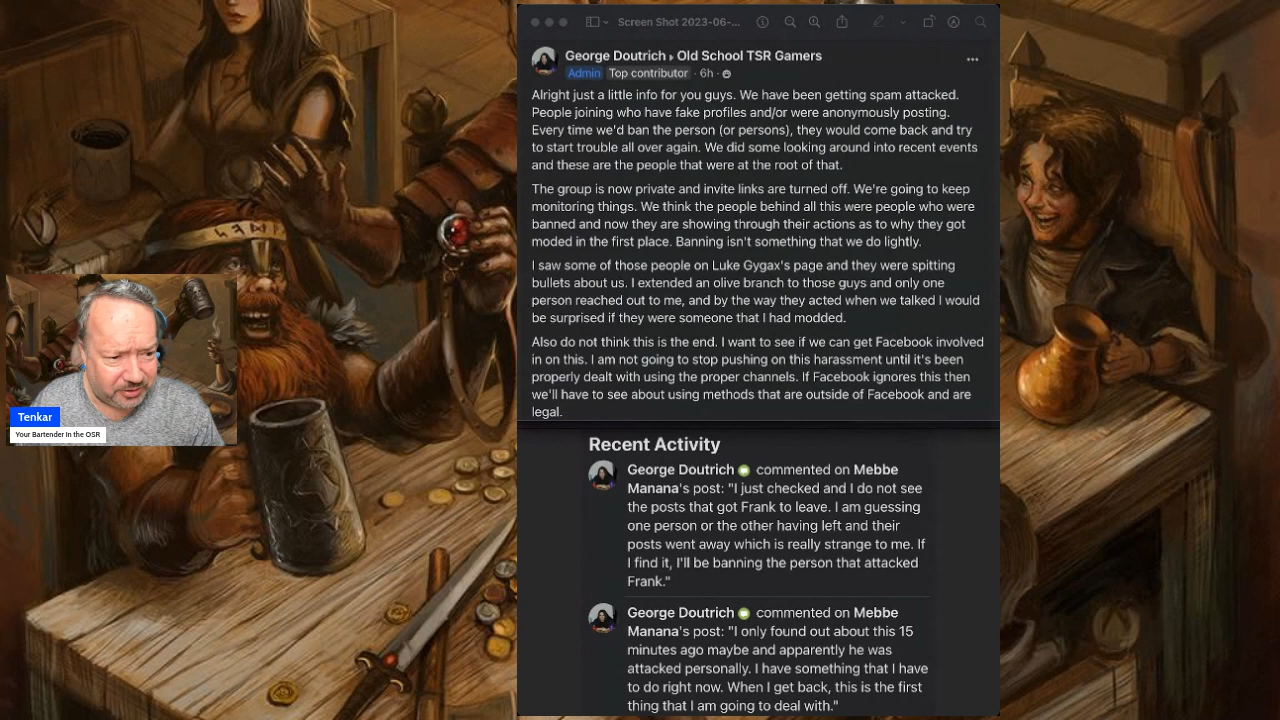 Screen Shot 2023-06-...
George Doutrich ▸ Old School TSR Gamers
Admin Top contributor · 6h ·
Alright just a little info for you guys. We have been getting spam attacked.
People joining who have fake profiles and/or were anonymously posting.
Every time we'd ban the person (or persons), they would come back and try
to start trouble all over again. We did some looking around into recent events
and these are the people that were at the root of that.
The group is now private and invite links are turned off. We're going to keep
monitoring things. We think the people behind all this were people who were
banned and now they are showing through their actions as to why they got
moded in the first place. Banning isn't something that we do lightly.
I saw some of those people on Luke Gygax's page and they were spitting
bullets about us. I extended an olive branch to those guys and only one
person reached out to me, and by the way they acted when we talked I would
be surprised if they were someone that I had modded.
Also do not think this is the end. I want to see if we can get Facebook involved
in on this. I am not going to stop pushing on this harassment until it's been
properly dealt with using the proper channels. If Facebook ignores this then
we'll have to see about using methods that are outside of Facebook and are
legal.
Tenkar
Your Bartender in the OSR
Recent Activity
George Doutrich commented on Mebbe
Manana's post: "I just checked and I do not see
the posts that got Frank to leave. I am guessing
one person or the other having left and their
posts went away which is really strange to me. If
I find it, I'll be banning the person that attacked
Frank."
George Doutrich commented on Mebbe
Manana's post: "I only found out about this 15
minutes ago maybe and apparently he was
attacked personally. I have something that I have
to do right now. When I get back, this is the first
thing that I am going to deal with."